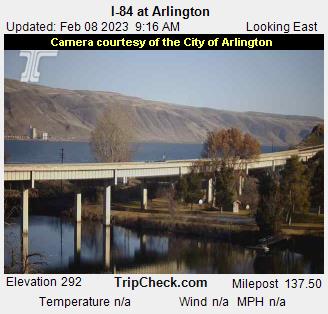 I-84 at Arlington
Updated: Feb 08 2023 9:16 AM Looking East
Camera courtesy of the City of Arlington
Elevation 292 TripCheck.com Milepost 137.50
Temperature n/a Wind n/a MPH n/a